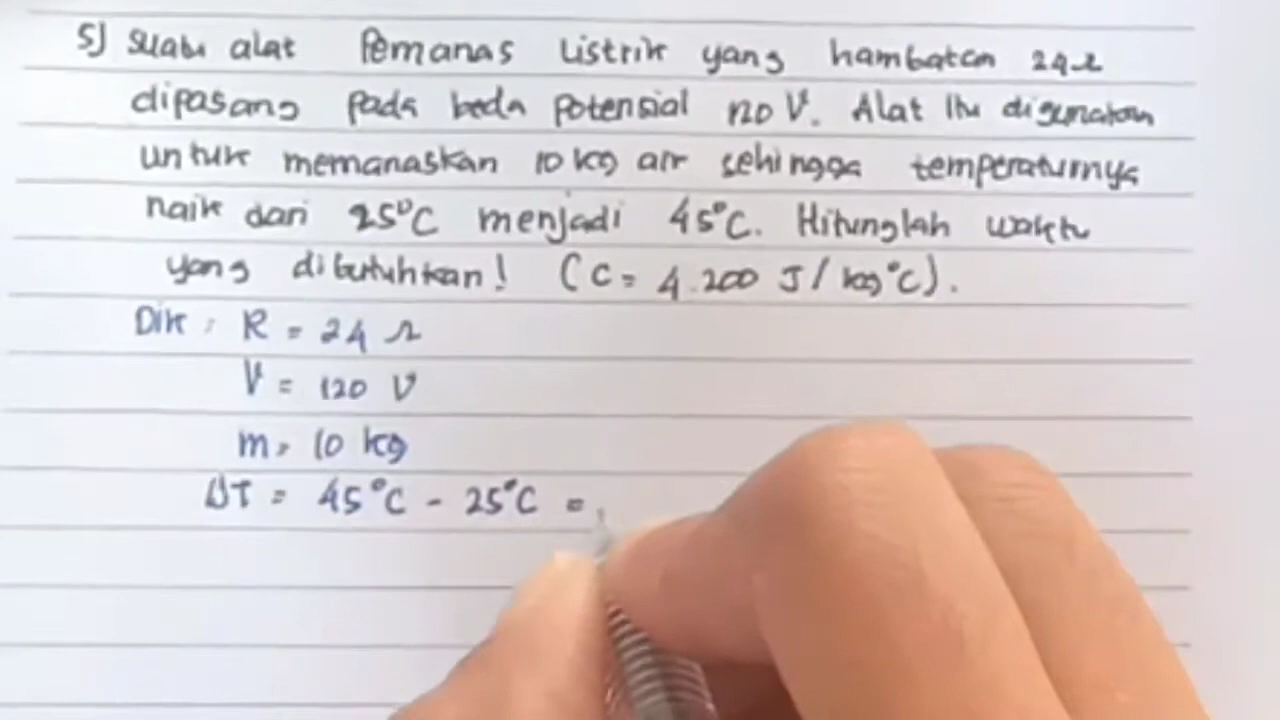 5) Suatu alat Pemanas Listrik yang hambatan 24Ω
dipasang pada beda potensial 120 V. Alat itu digunakan
untuk memanaskan 10 kg air sehingga temperaturnya
naik dari 25°C menjadi 45°C. Hitunglah waktu
yang dibutuhkan! (C = 4.200 J/kg°C).
Dik : R = 24 Ω
V = 120 V
m = 10 kg
ΔT = 45°C - 25°C =